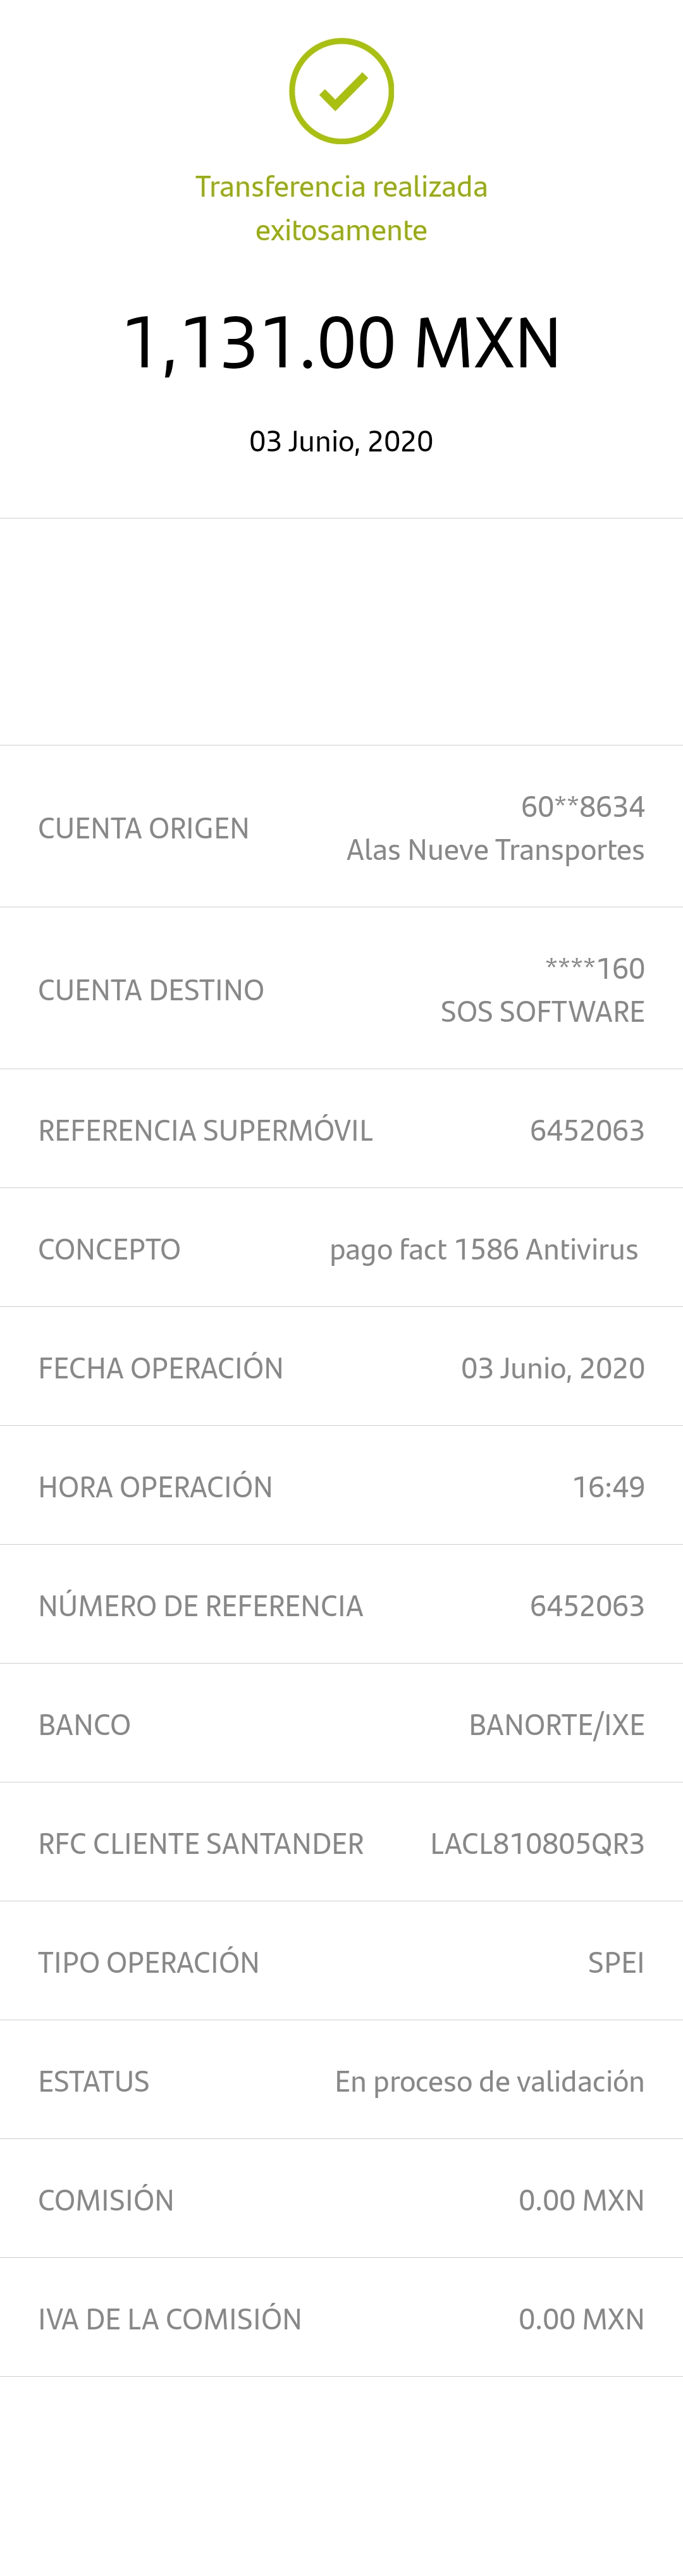 Transferencia realizada
exitosamente
1,131.00 MXN
03 Junio, 2020
CUENTA ORIGEN
60**8634
Alas Nueve Transportes
CUENTA DESTINO
****160
SOS SOFTWARE
REFERENCIA SUPERMÓVIL 6452063
CONCEPTO pago fact 1586 Antivirus
FECHA OPERACIÓN 03 Junio, 2020
HORA OPERACIÓN 16:49
NÚMERO DE REFERENCIA 6452063
BANCO BANORTE/IXE
RFC CLIENTE SANTANDER LACL810805QR3
TIPO OPERACIÓN SPEI
ESTATUS En proceso de validación
COMISIÓN 0.00 MXN
IVA DE LA COMISIÓN 0.00 MXN